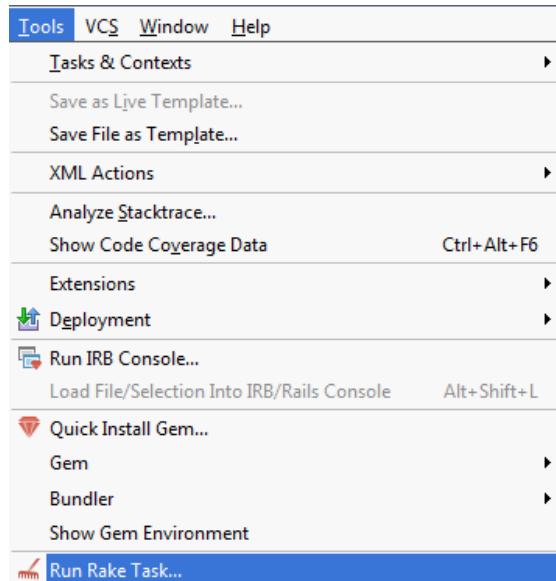 Tools VCS Window Help
Tasks & Contexts
Save as Live Template...
Save File as Template...
XML Actions
Analyze Stacktrace...
Show Code Coverage Data Ctrl+Alt+F6
Extensions
Deployment
Run IRB Console...
Load File/Selection Into IRB/Rails Console Alt+Shift+L
Quick Install Gem...
Gem
Bundler
Show Gem Environment
Run Rake Task...